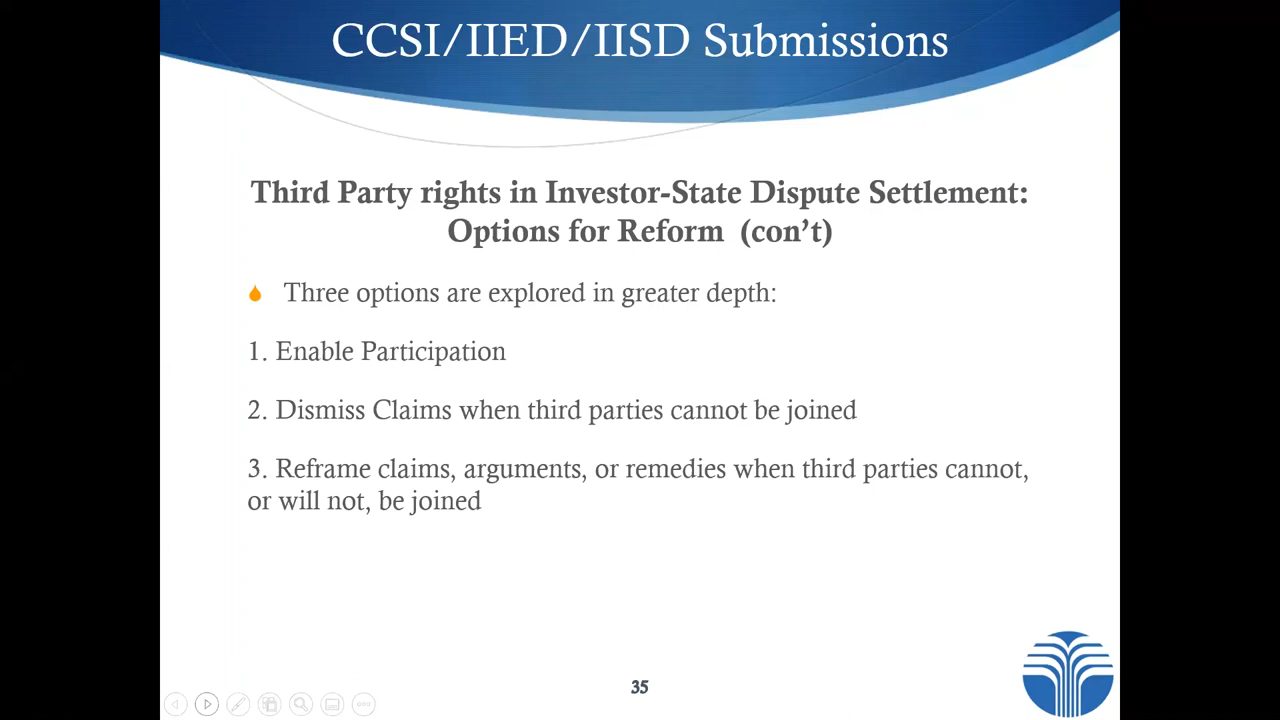 CCSI/IIED/IISD Submissions
Third Party rights in Investor-State Dispute Settlement:
Options for Reform (con’t)
Three options are explored in greater depth:
1. Enable Participation
2. Dismiss Claims when third parties cannot be joined
3. Reframe claims, arguments, or remedies when third parties cannot,
or will not, be joined
35